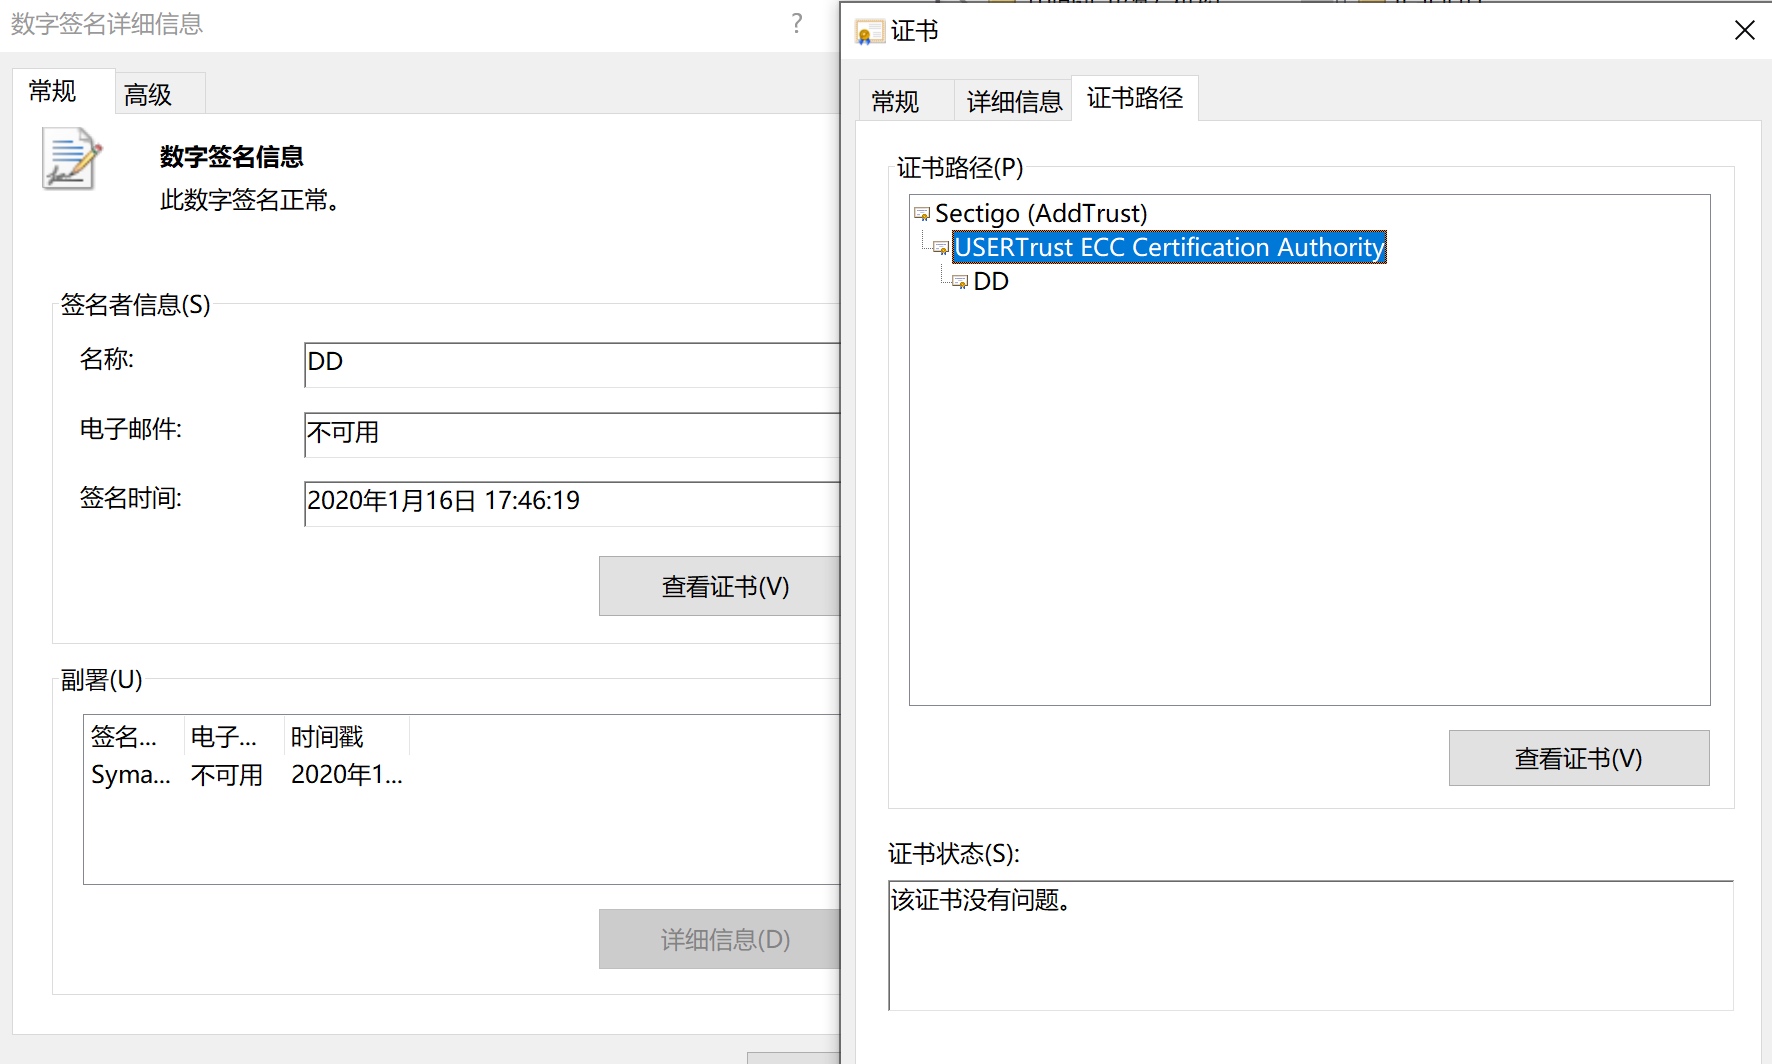 数字签名详细信息
?
常规
高级
数字签名信息
此数字签名正常。
签名者信息(S)
名称:
DD
电子邮件:
不可用
签名时间:
2020年1月16日 17:46:19
查看证书(V)
副署(U)
签名... 电子... 时间戳
Syma... 不可用 2020年1...
详细信息(D)
证书
常规
详细信息
证书路径
证书路径(P)
Sectigo (AddTrust)
USERTrust ECC Certification Authority
DD
查看证书(V)
证书状态(S):
该证书没有问题。